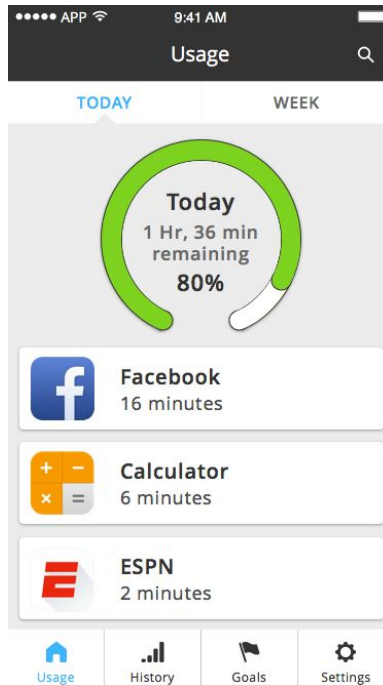 APP 9:41 AM
Usage
TODAY WEEK
Today
1 Hr, 36 min
remaining
80%
Facebook
16 minutes
Calculator
6 minutes
ESPN
2 minutes
Usage History Goals Settings